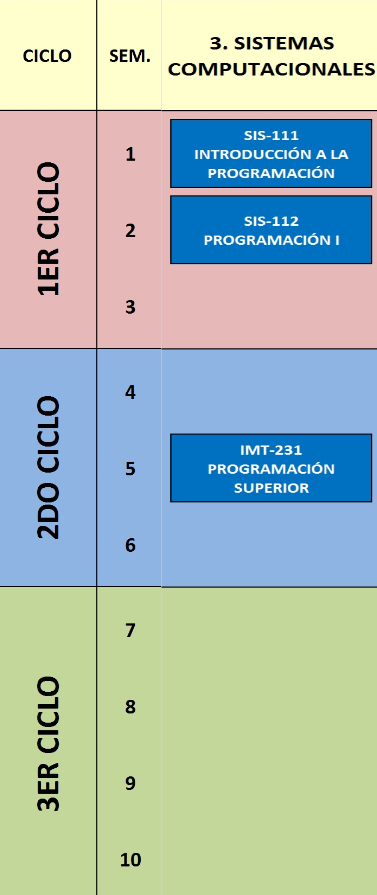 CICLO
SEM.
3. SISTEMAS
COMPUTACIONALES
1ER CICLO
1
SIS-111
INTRODUCCIÓN A LA
PROGRAMACIÓN
2
SIS-112
PROGRAMACIÓN I
3
2DO CICLO
4
5
IMT-231
PROGRAMACIÓN
SUPERIOR
6
3ER CICLO
7
8
9
10